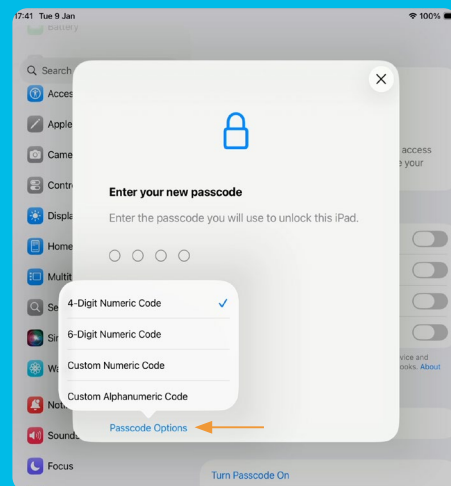 17:41 Tue 9 Jan
100%
Battery
Search
Acces
Apple
Came
Contr
Displa
Home
Multit
Se
Sir
Wa
Noti
Sounds
Focus
Enter your new passcode
Enter the passcode you will use to unlock this iPad.
4-Digit Numeric Code
6-Digit Numeric Code
Custom Numeric Code
Custom Alphanumeric Code
Passcode Options
access
your
vice and
ooks. About
Turn Passcode On